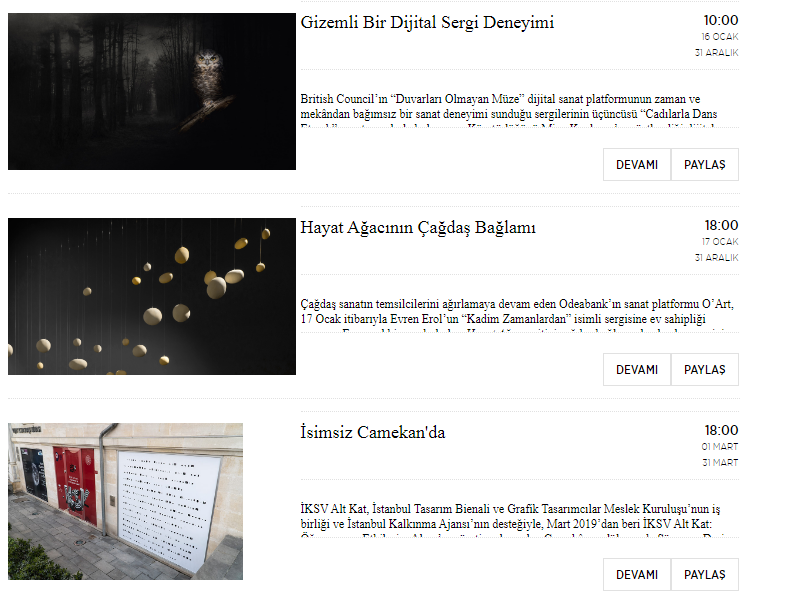 Gizemli Bir Dijital Sergi Deneyimi
10:00
16 OCAK
31 ARALIK
British Council’ın “Duvarları Olmayan Müze” dijital sanat platformunun zaman ve
mekândan bağımsız bir sanat deneyimi sunduğu sergilerinin üçüncüsü “Cadılarla Dans
DEVAMI
PAYLAŞ
Hayat Ağacının Çağdaş Bağlamı
18:00
17 OCAK
31 ARALIK
Çağdaş sanatın temsilcilerini ağırlamaya devam eden Odeabank’ın sanat platformu O’Art,
17 Ocak itibarıyla Evren Erol’un “Kadim Zamanlardan” isimli sergisine ev sahipliği
DEVAMI
PAYLAŞ
İsimsiz Camekan'da
18:00
01 MART
31 MART
İKSV Alt Kat, İstanbul Tasarım Bienali ve Grafik Tasarımcılar Meslek Kuruluşu’nun iş
birliği ve İstanbul Kalkınma Ajansı’nın desteğiyle, Mart 2019’dan beri İKSV Alt Kat:
DEVAMI
PAYLAŞ